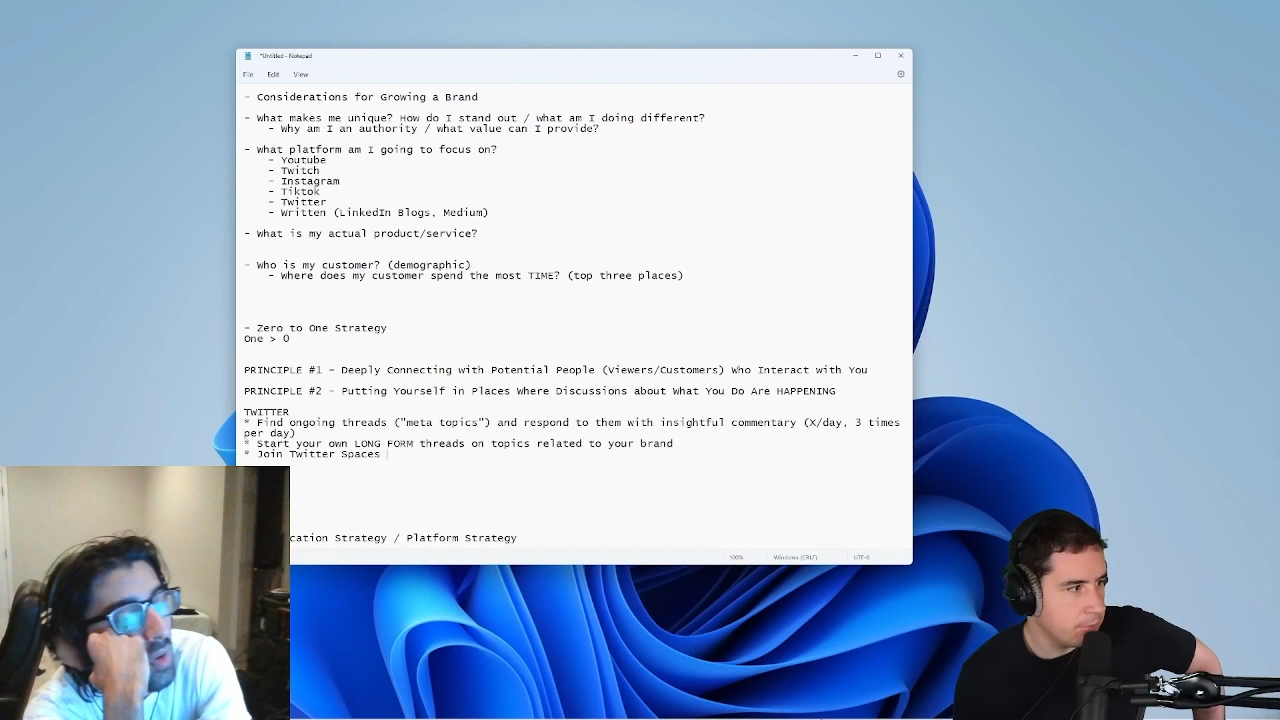 *Untitled - Notepad
File Edit View
- Considerations for Growing a Brand
- What makes me unique? How do I stand out / what am I doing different?
- Why am I an authority / what value can I provide?
- What platform am I going to focus on?
- Youtube
- Twitch
- Instagram
- Tiktok
- Twitter
- Written (LinkedIn Blogs, Medium)
- What is my actual product/service?
- Who is my customer? (demographic)
- Where does my customer spend the most TIME? (top three places)
- Zero to One Strategy
One > 0
PRINCIPLE #1 - Deeply Connecting with Potential People (Viewers/Customers) Who Interact with You
PRINCIPLE #2 - Putting Yourself in Places Where Discussions about What You Do Are HAPPENING
TWITTER
* Find ongoing threads ("meta topics") and respond to them with insightful commentary (X/day, 3 times
per day)
* Start your own LONG FORM threads on topics related to your brand
* Join Twitter Spaces
cation Strategy / Platform Strategy
100% Windows (CRLF) UTF-8